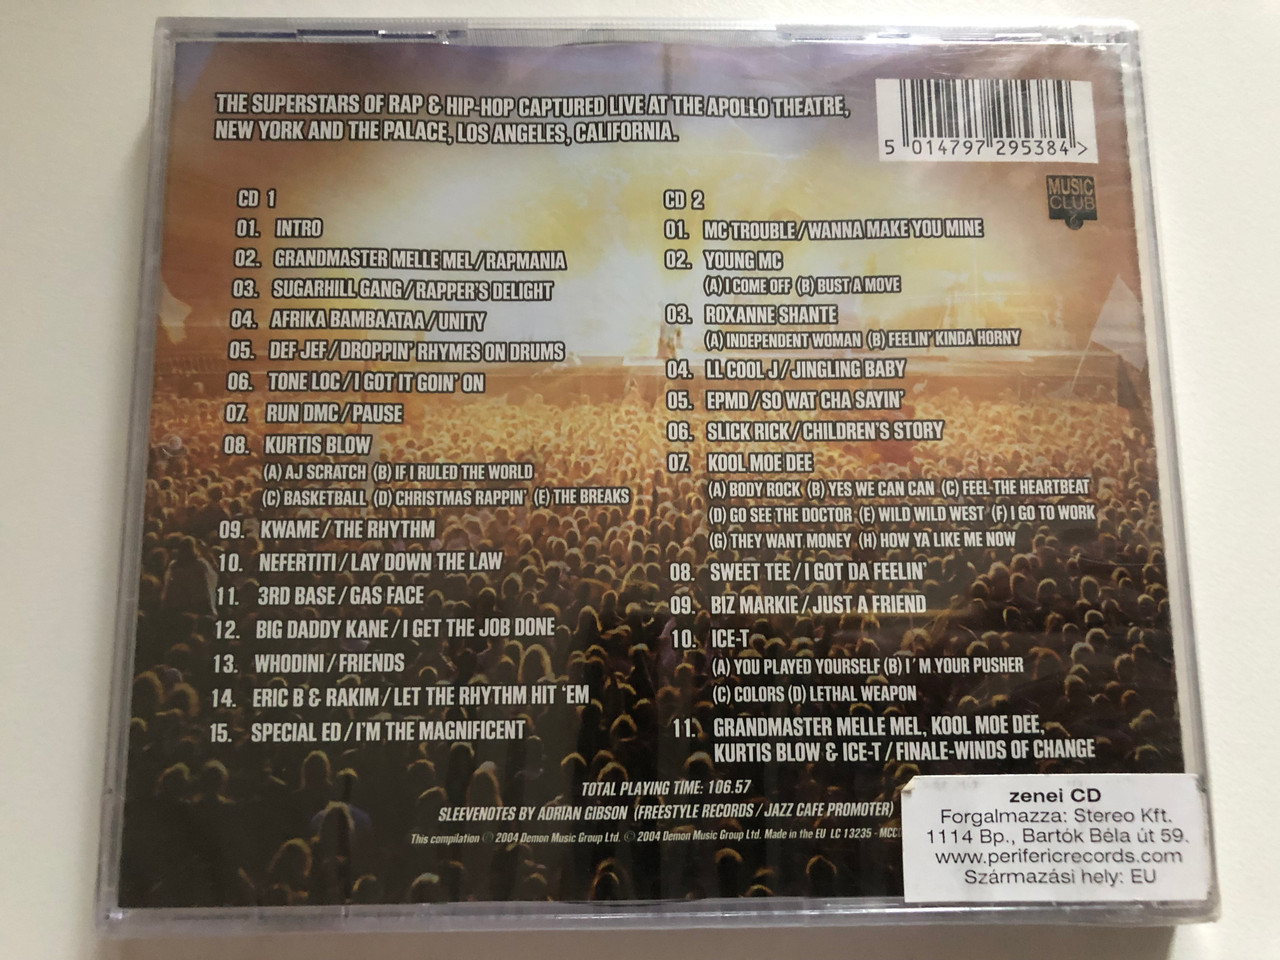 THE SUPERSTARS OF RAP & HIP-HOP CAPTURED LIVE AT THE APOLLO THEATRE,
NEW YORK AND THE PALACE, LOS ANGELES, CALIFORNIA.
5 014797 295384 >
MUSIC
CLUB
CD 1
01. INTRO
02. GRANDMASTER MELLE MEL/RAPMANIA
03. SUGARHILL GANG/RAPPER'S DELIGHT
04. AFRIKA BAMBAATAA/UNITY
05. DEF JEF/DROPPIN' RHYMES ON DRUMS
06. TONE LOC/I GOT IT GOIN' ON
07. RUN DMC/PAUSE
08. KURTIS BLOW
(A) AJ SCRATCH (B) IF I RULED THE WORLD
(C) BASKETBALL (D) CHRISTMAS RAPPIN' (E) THE BREAKS
09. KWAME/THE RHYTHM
10. NEFERTITI/LAY DOWN THE LAW
11. 3RD BASE/GAS FACE
12. BIG DADDY KANE/I GET THE JOB DONE
13. WHODINI/FRIENDS
14. ERIC B & RAKIM/LET THE RHYTHM HIT 'EM
15. SPECIAL ED/I'M THE MAGNIFICENT
CD 2
01. MC TROUBLE/WANNA MAKE YOU MINE
02. YOUNG MC
(A) I COME OFF (B) BUST A MOVE
03. ROXANNE SHANTE
(A) INDEPENDENT WOMAN (B) FEELIN' KINDA HORNY
04. LL COOL J/JINGLING BABY
05. EPMD/SO WAT CHA SAYIN'
06. SLICK RICK/CHILDREN'S STORY
07. KOOL MOE DEE
(A) BODY ROCK (B) YES WE CAN CAN (C) FEEL THE HEARTBEAT
(D) GO SEE THE DOCTOR (E) WILD WILD WEST (F) I GO TO WORK
(G) THEY WANT MONEY (H) HOW YA LIKE ME NOW
08. SWEET TEE/I GOT DA FEELIN'
09. BIZ MARKIE/JUST A FRIEND
10. ICE-T
(A) YOU PLAYED YOURSELF (B) I'M YOUR PUSHER
(C) COLORS (D) LETHAL WEAPON
11. GRANDMASTER MELLE MEL, KOOL MOE DEE,
KURTIS BLOW & ICE-T/FINALE-WINDS OF CHANGE
TOTAL PLAYING TIME: 106.57
SLEEVENOTES BY ADRIAN GIBSON (FREESTYLE RECORDS / JAZZ CAFE PROMOTER)
This compilation ℗ 2004 Demon Music Group Ltd. © 2004 Demon Music Group Ltd. Made in the EU LC 13235 -
zenei CD
Forgalmazza: Stereo Kft.
1114 Bp., Bartók Béla út 59.
www.perifericrecords.com
Származási hely: EU